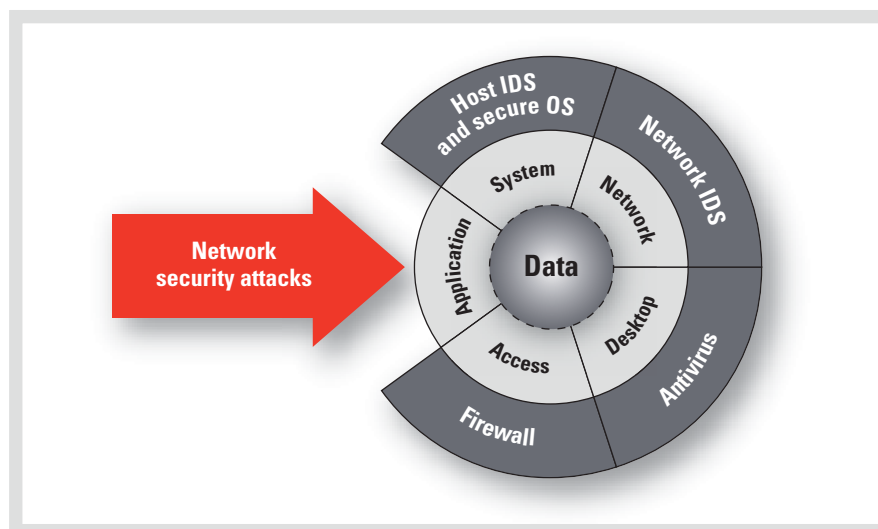 Host IDS
and secure OS
Network IDS
System
Network
Network
security attacks
Application
Data
Access
Desktop
Firewall
Antivirus